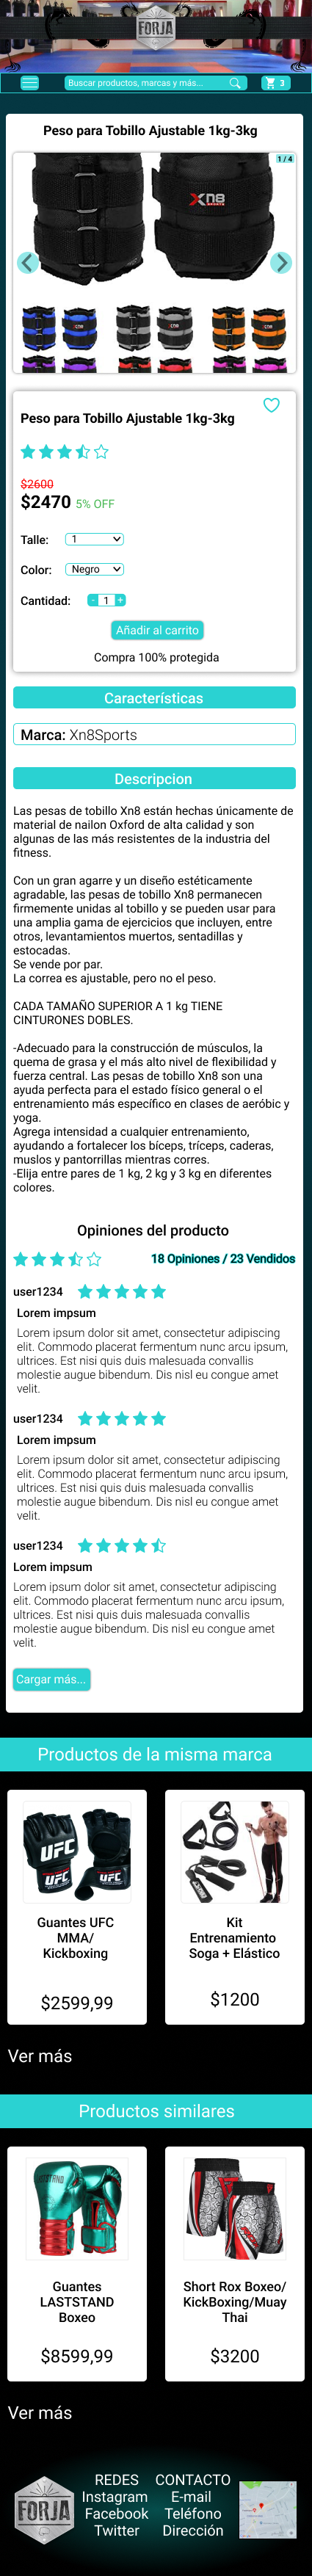 FORJA
Buscar productos, marcas y más...
3
Peso para Tobillo Ajustable 1kg-3kg
1 / 4
XN8
SPORTS
Peso para Tobillo Ajustable 1kg-3kg
$2600
$2470 5% OFF
Talle: 1
Color: Negro
Cantidad: - 1 +
Añadir al carrito
Compra 100% protegida
Características
Marca: Xn8Sports
Descripcion
Las pesas de tobillo Xn8 están hechas únicamente de
material de nailon Oxford de alta calidad y son
algunas de las más resistentes de la industria del
fitness.
Con un gran agarre y un diseño estéticamente
agradable, las pesas de tobillo Xn8 permanecen
firmemente unidas al tobillo y se pueden usar para
una amplia gama de ejercicios que incluyen, entre
otros, levantamientos muertos, sentadillas y
estocadas.
Se vende por par.
La correa es ajustable, pero no el peso.
CADA TAMAÑO SUPERIOR A 1 kg TIENE
CINTURONES DOBLES.
-Adecuado para la construcción de músculos, la
quema de grasa y el más alto nivel de flexibilidad y
fuerza central. Las pesas de tobillo Xn8 son una
ayuda perfecta para el estado físico general o el
entrenamiento más específico en clases de aeróbic y
yoga.
Agrega intensidad a cualquier entrenamiento,
ayudando a fortalecer los bíceps, tríceps, caderas,
muslos y pantorrillas mientras corres.
-Elija entre pares de 1 kg, 2 kg y 3 kg en diferentes
colores.
Opiniones del producto
18 Opiniones / 23 Vendidos
user1234
Lorem impsum
Lorem ipsum dolor sit amet, consectetur adipiscing
elit. Commodo placerat fermentum nunc arcu ipsum,
ultrices. Est nisi quis duis malesuada convallis
molestie augue bibendum. Dis nisl eu congue amet
velit.
user1234
Lorem impsum
Lorem ipsum dolor sit amet, consectetur adipiscing
elit. Commodo placerat fermentum nunc arcu ipsum,
ultrices. Est nisi quis duis malesuada convallis
molestie augue bibendum. Dis nisl eu congue amet
velit.
user1234
Lorem impsum
Lorem ipsum dolor sit amet, consectetur adipiscing
elit. Commodo placerat fermentum nunc arcu ipsum,
ultrices. Est nisi quis duis malesuada convallis
molestie augue bibendum. Dis nisl eu congue amet
velit.
Cargar más...
Productos de la misma marca
UFC
UFC
UFC
Guantes UFC
MMA/
Kickboxing
$2599,99
Kit
Entrenamiento
Soga + Elástico
$1200
Ver más
Productos similares
LASTSTAND
Guantes
LASTSTAND
Boxeo
$8599,99
Short Rox Boxeo/
KickBoxing/Muay
Thai
$3200
Ver más
FORJA
REDES
Instagram
Facebook
Twitter
CONTACTO
E-mail
Teléfono
Dirección